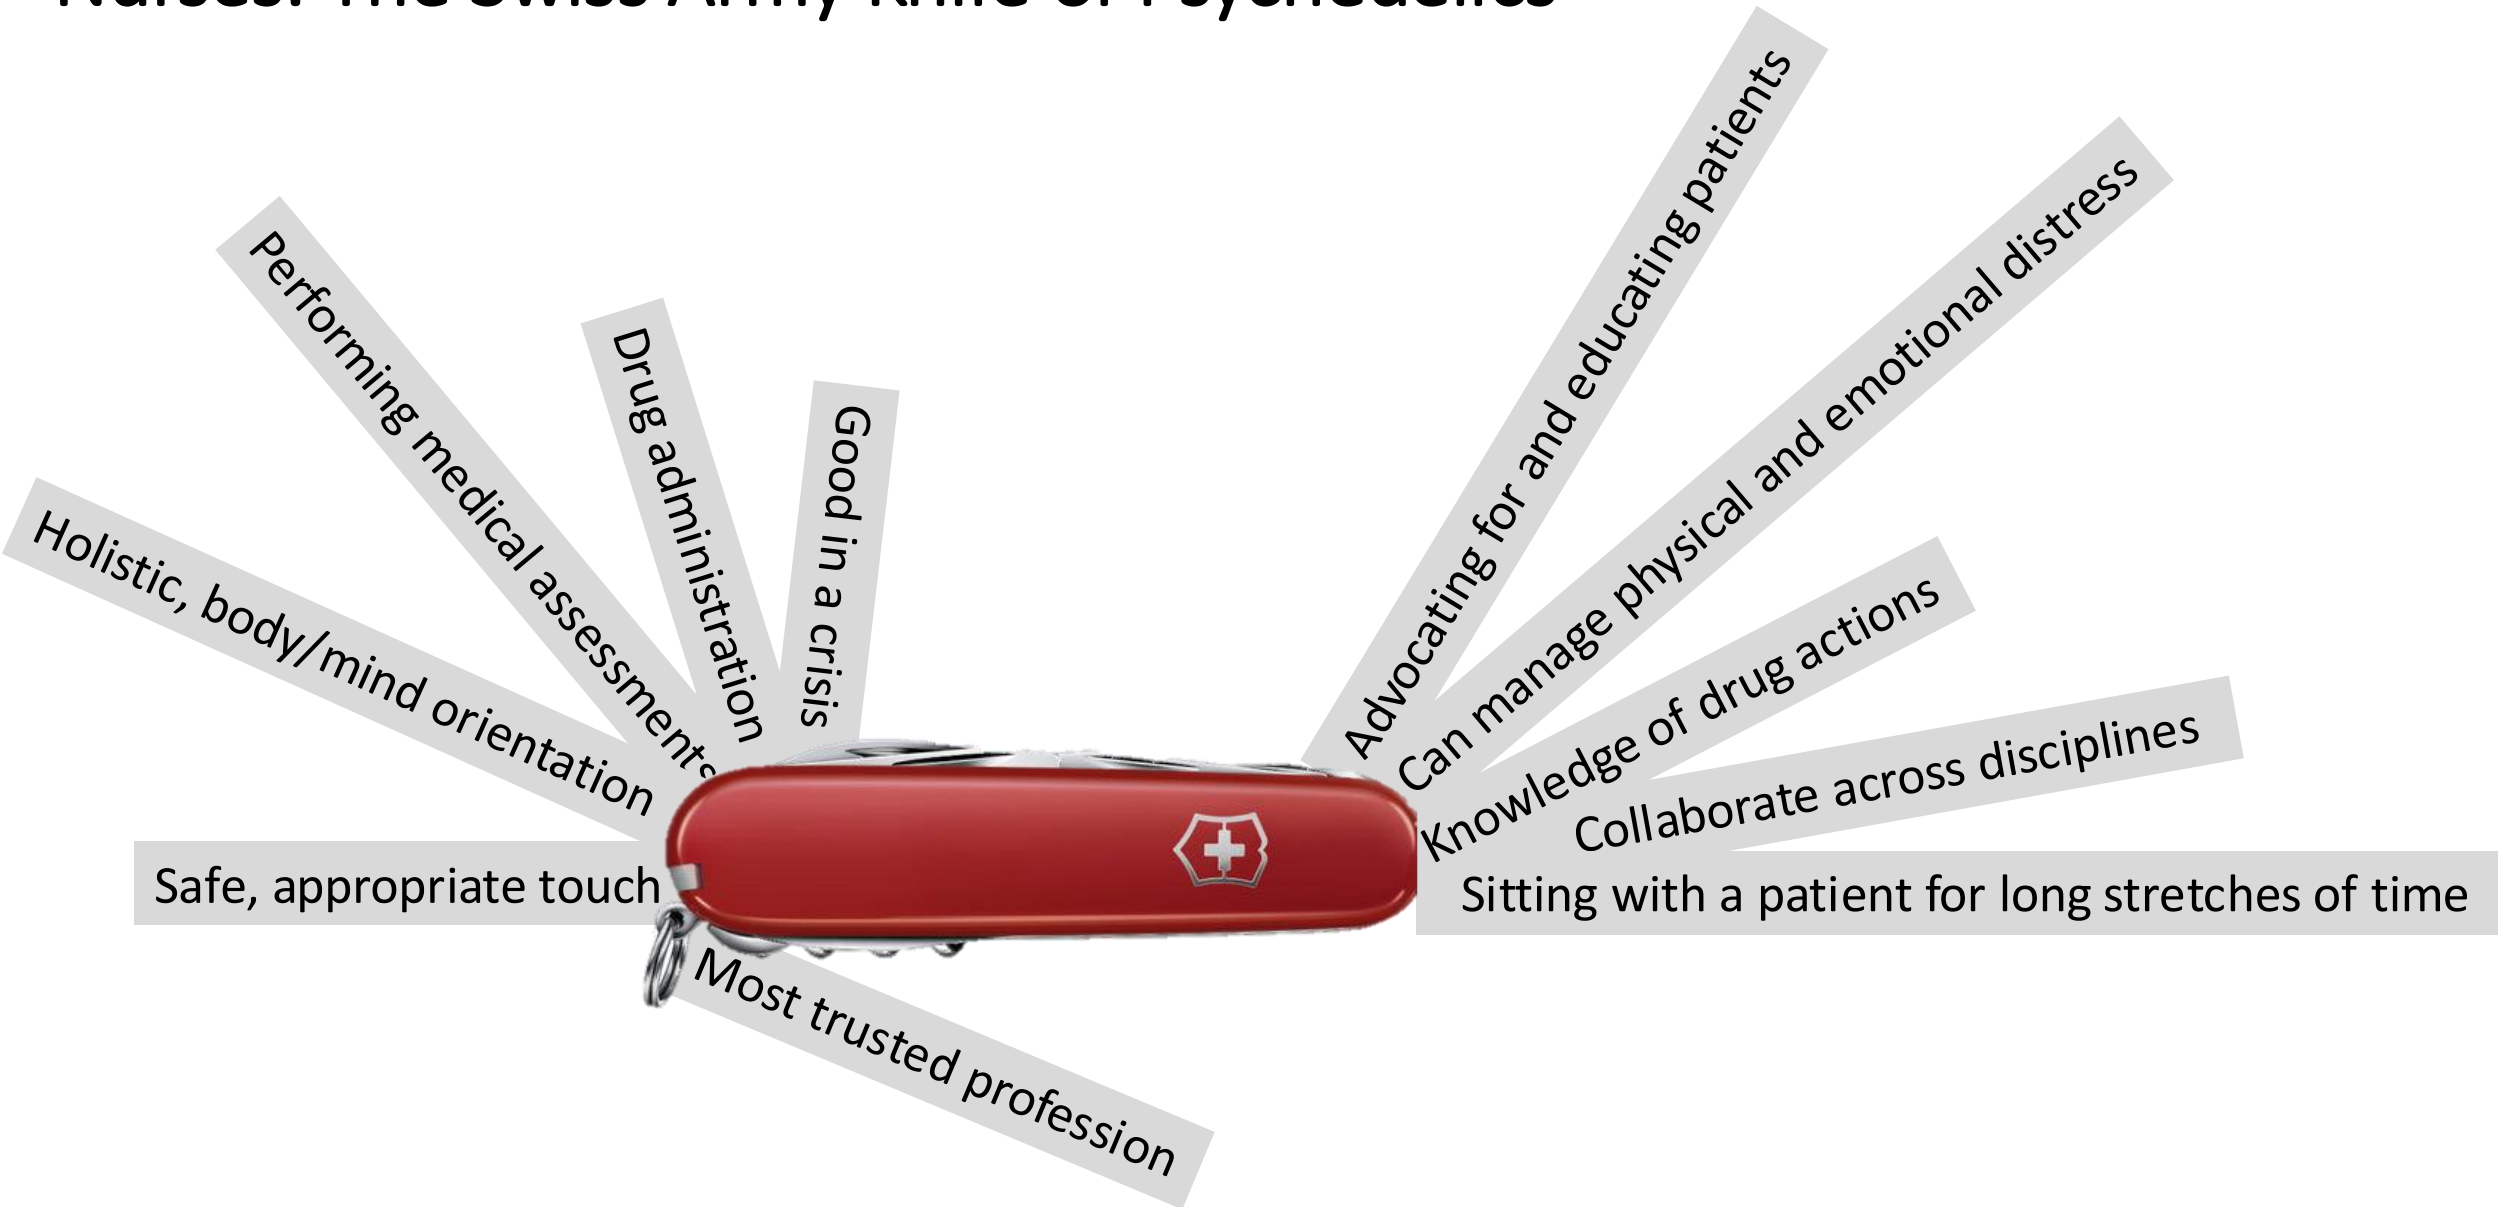 Advocating for and educating patients
Can manage physical and emotional distress
Performing medical assessments
Drug administration
Good in a crisis
Holistic, body/mind orientation
Knowledge of drug actions
Collaborate across disciplines
Safe, appropriate touch
Sitting with a patient for long stretches of time
Most trusted profession